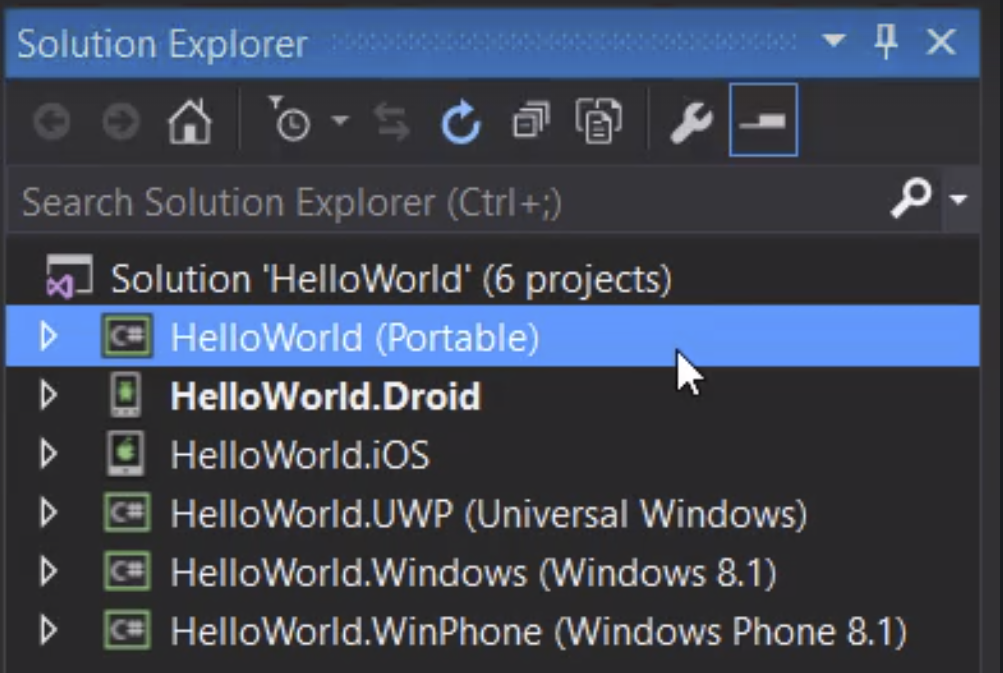 Solution Explorer
Search Solution Explorer (Ctrl+;)
Solution 'HelloWorld' (6 projects)
C# HelloWorld (Portable)
HelloWorld.Droid
HelloWorld.iOS
C# HelloWorld.UWP (Universal Windows)
C# HelloWorld.Windows (Windows 8.1)
C# HelloWorld.WinPhone (Windows Phone 8.1)